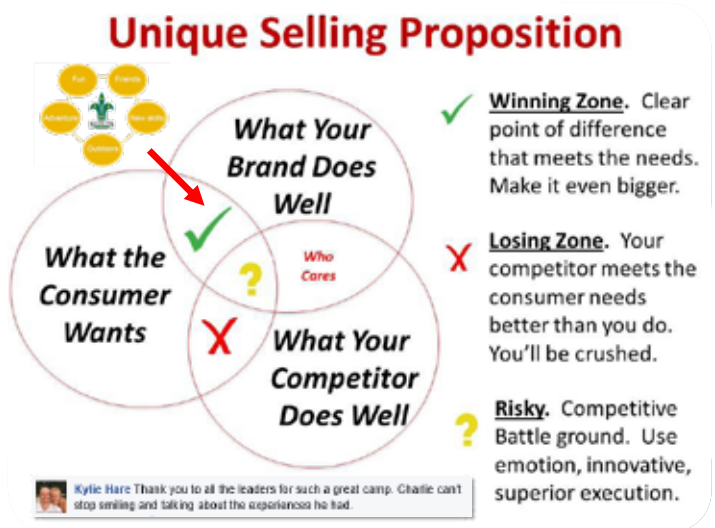 Unique Selling Proposition
Fun
Friends
Adventure
New skills
Outdoors
What Your
Brand Does
Well
What the
Consumer
Wants
Who
Cares
?
What Your
Competitor
Does Well
Winning Zone. Clear
point of difference
that meets the needs.
Make it even bigger.
Losing Zone. Your
competitor meets the
consumer needs
better than you do.
You'll be crushed.
? Risky. Competitive
Battle ground. Use
emotion, innovative,
superior execution.
Kylie Hare Thank you to all the leaders for such a great camp. Charlie can't
stop smiling and talking about the experiences he had.